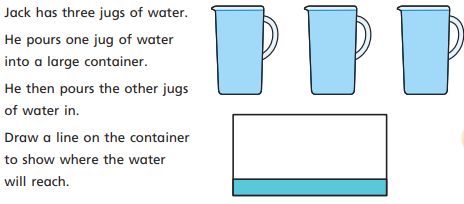 Jack has three jugs of water.
He pours one jug of water
into a large container.
He then pours the other jugs
of water in.
Draw a line on the container
to show where the water
will reach.